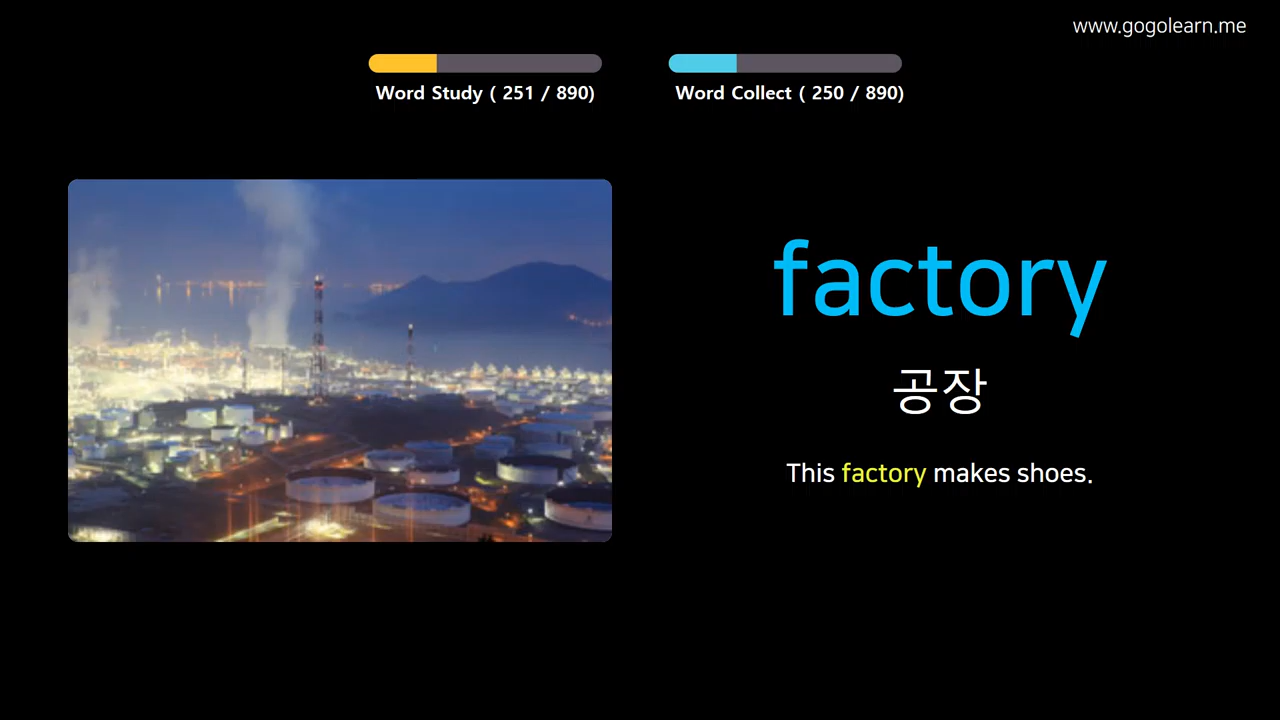 www.gogolearn.me
Word Study ( 251 / 890)
Word Collect ( 250 / 890)
factory
공장
This factory makes shoes.